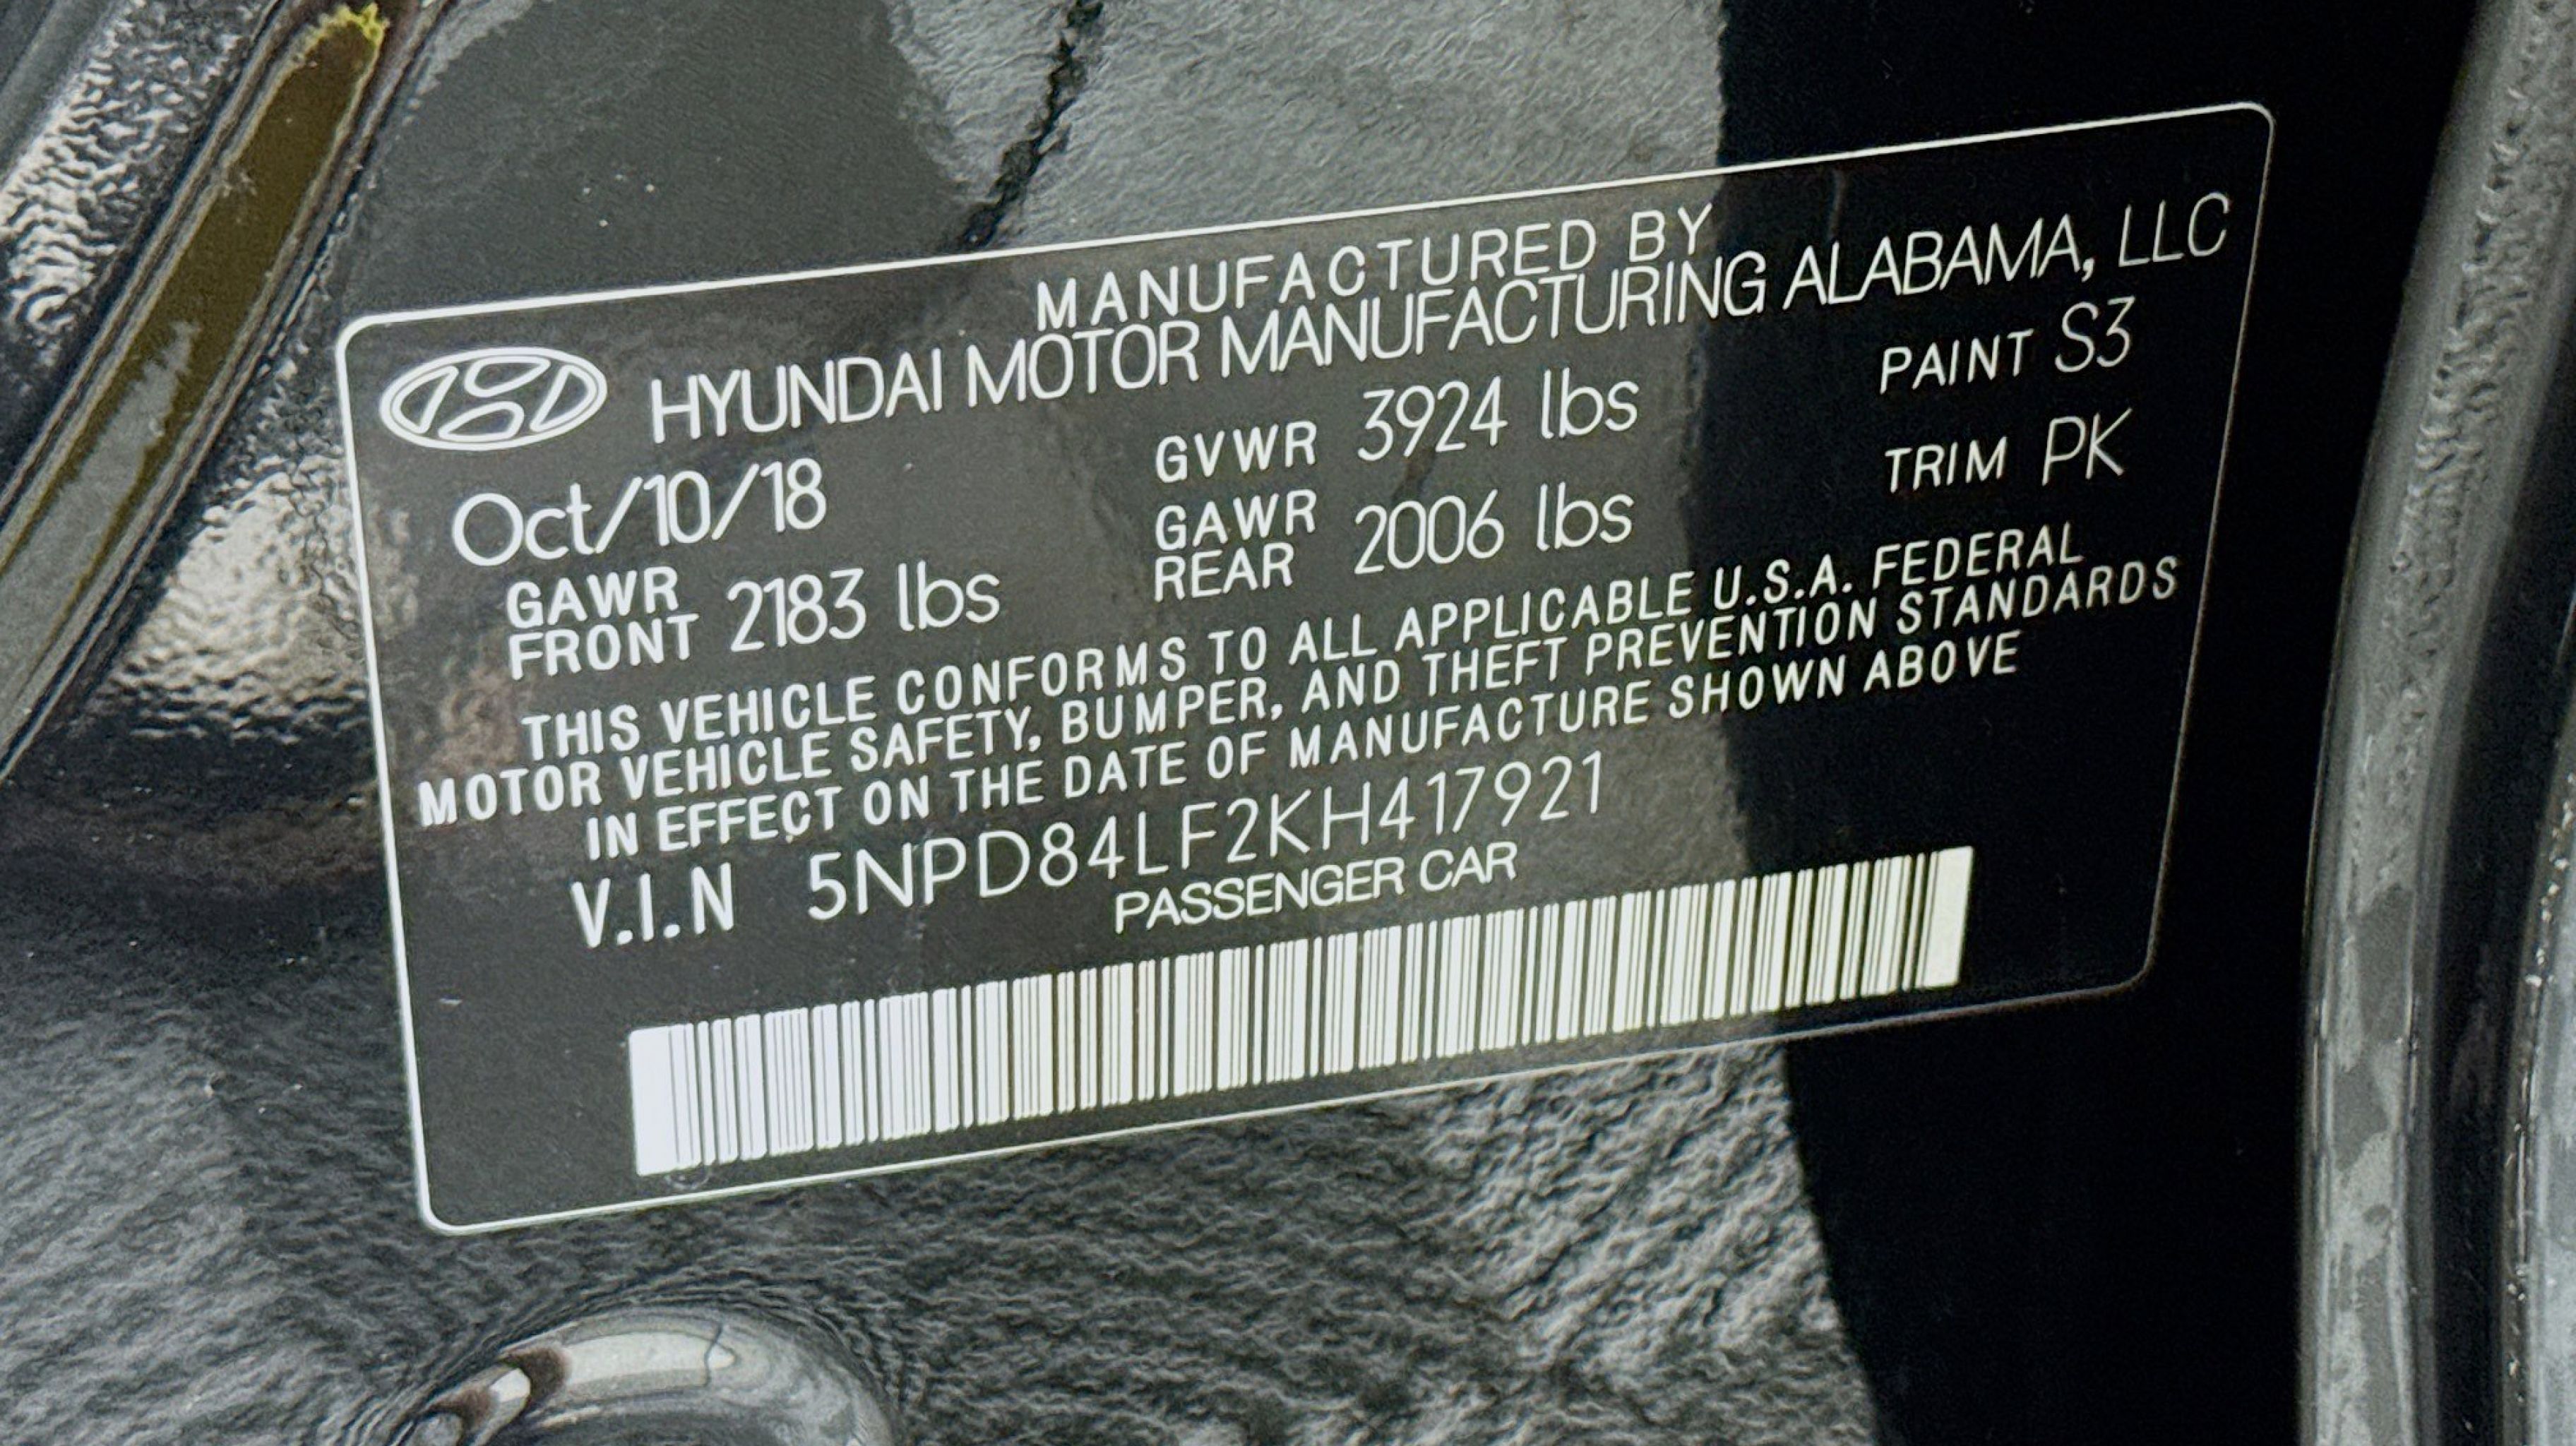 MANUFACTURED BY
HYUNDAI MOTOR MANUFACTURING ALABAMA, LLC
Oct/10/18 GVWR 3924 lbs PAINT S3
GAWR FRONT 2183 lbs GAWR REAR 2006 lbs TRIM PK
THIS VEHICLE CONFORMS TO ALL APPLICABLE U.S.A. FEDERAL
MOTOR VEHICLE SAFETY, BUMPER, AND THEFT PREVENTION STANDARDS
IN EFFECT ON THE DATE OF MANUFACTURE SHOWN ABOVE
V.I.N 5NPD84LF2KH417921
PASSENGER CAR